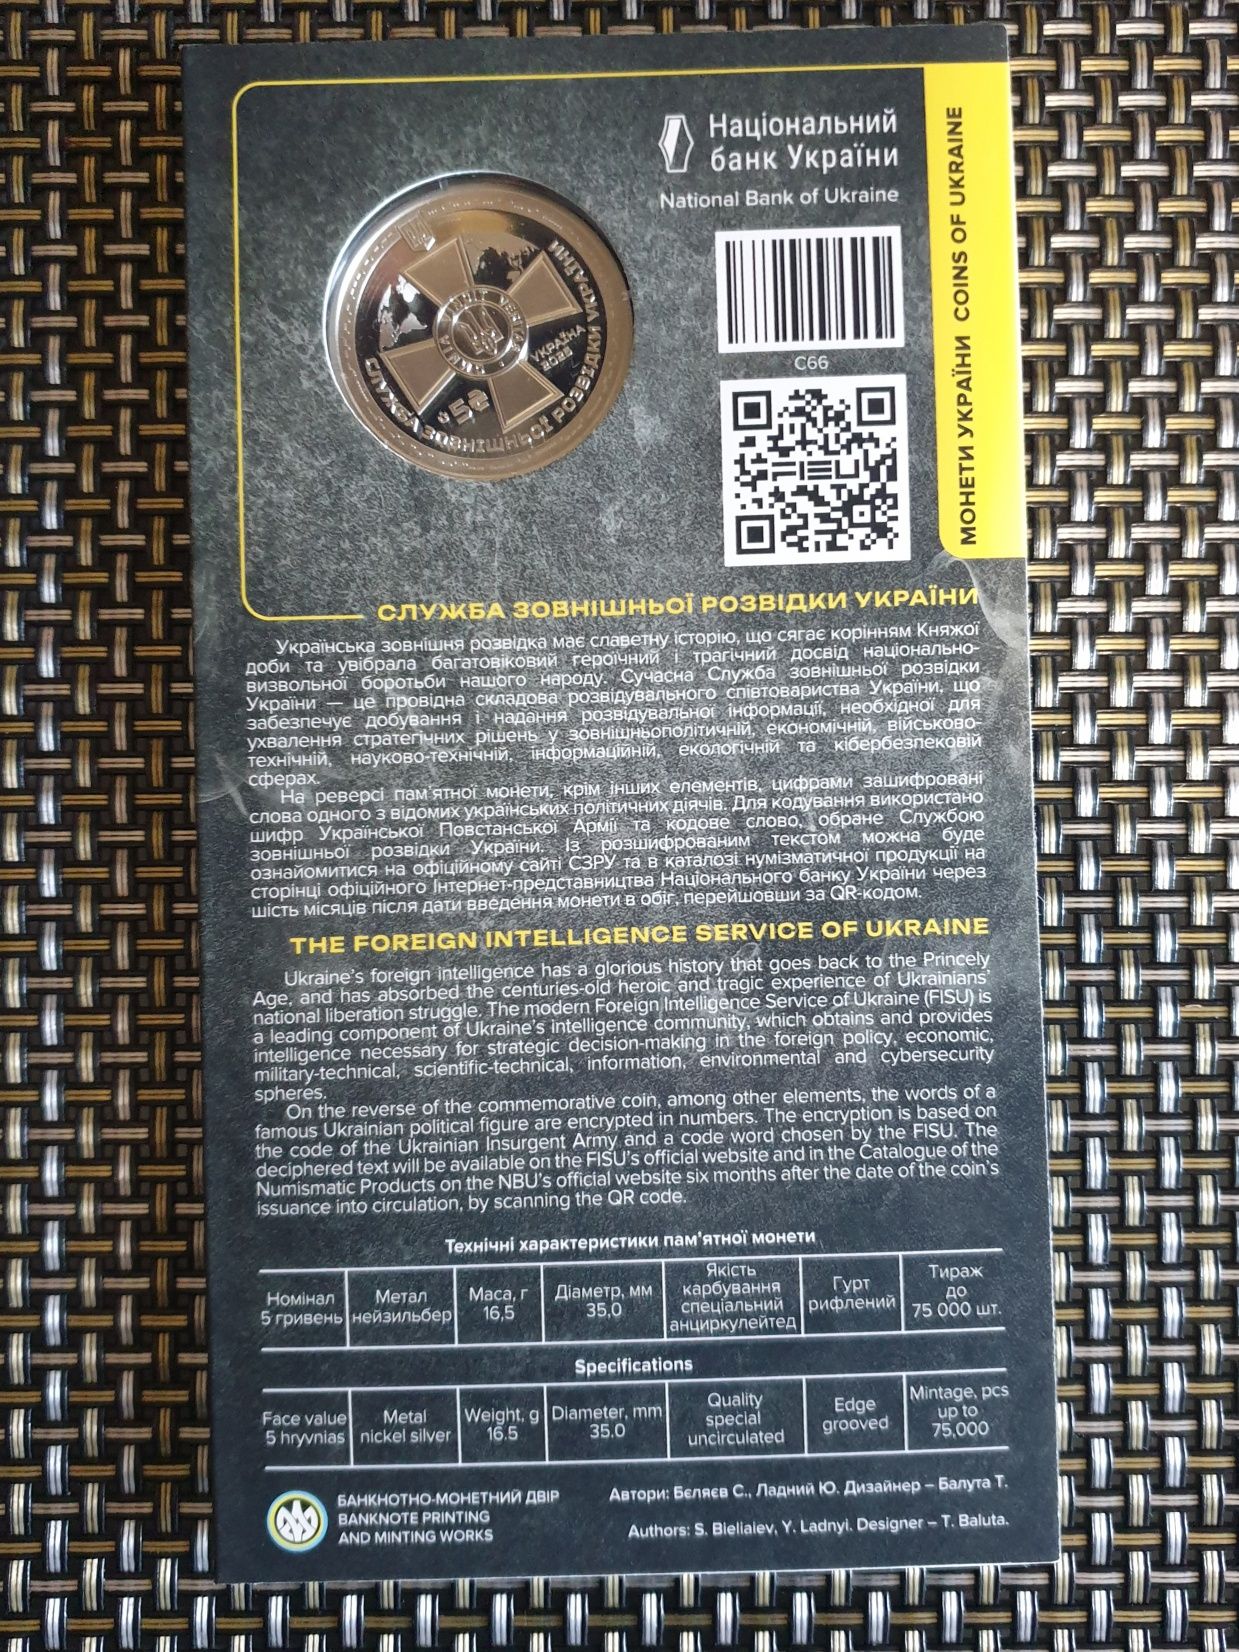 Національний
банк України
National Bank of Ukraine
МОНЕТИ УКРАЇНИ COINS OF UKRAINE
С66
FISU
СЛУЖБА ЗОВНІШНЬОЇ РОЗВІДКИ УКРАЇНИ
УКРАЇНА
2023
5₴
СЛУЖБА ЗОВНІШНЬОЇ РОЗВІДКИ УКРАЇНИ
Українська зовнішня розвідка має славетну історію, що сягає корінням Княжої
доби та увібрала багатовіковий героїчний і трагічний досвід національно-
визвольної боротьби нашого народу. Сучасна Служба зовнішньої розвідки
України — це провідна складова розвідувального співтовариства України, що
забезпечує добування і надання розвідувальної інформації, необхідної для
ухвалення стратегічних рішень у зовнішньополітичній, економічній, військово-
технічній, науково-технічній, інформаційній, екологічній та кібербезпековій
сферах.
На реверсі пам'ятної монети, крім інших елементів, цифрами зашифровані
слова одного з відомих українських політичних діячів. Для кодування використано
шифр Української Повстанської Армії та кодове слово, обране Службою
зовнішньої розвідки України. Із розшифрованим текстом можна буде
ознайомитися на офіційному сайті СЗРУ та в каталозі нумізматичної продукції на
сторінці офіційного Інтернет-представництва Національного банку України через
шість місяців після дати введення монети в обіг, перейшовши за QR-кодом.
THE FOREIGN INTELLIGENCE SERVICE OF UKRAINE
Ukraine's foreign intelligence has a glorious history that goes back to the Princely
Age, and has absorbed the centuries-old heroic and tragic experience of Ukrainians'
national liberation struggle. The modern Foreign Intelligence Service of Ukraine (FISU) is
a leading component of Ukraine's intelligence community, which obtains and provides
intelligence necessary for strategic decision-making in the foreign policy, economic,
military-technical, scientific-technical, information, environmental and cybersecurity
spheres.
On the reverse of the commemorative coin, among other elements, the words of a
famous Ukrainian political figure are encrypted in numbers. The encryption is based on
the code of the Ukrainian Insurgent Army and a code word chosen by the FISU. The
deciphered text will be available on the FISU's official website and in the Catalogue of the
Numismatic Products on the NBU's official website six months after the date of the coin's
issuance into circulation, by scanning the QR code.
Технічні характеристики пам'ятної монети
Номінал
5 гривень
Метал
нейзильбер
Маса, г
16,5
Діаметр, мм
35.0
Якість
карбування
спеціальний
анциркулейтед
Гурт
рифлений
Тираж
до
75 000 шт.
Specifications
Face value
5 hryvnias
Metal
nickel silver
Weight, g
16.5
Diameter, mm
35.0
Quality
special
uncirculated
Edge
grooved
Mintage, pcs
up to
75,000
БАНКНОТНО-МОНЕТНИЙ ДВІР
BANKNOTE PRINTING
AND MINTING WORKS
Автори: Бєляєв С., Ладний Ю. Дизайнер – Балута Т.
Authors: S. Bieliaiev, Y. Ladnyi. Designer – T. Baluta.